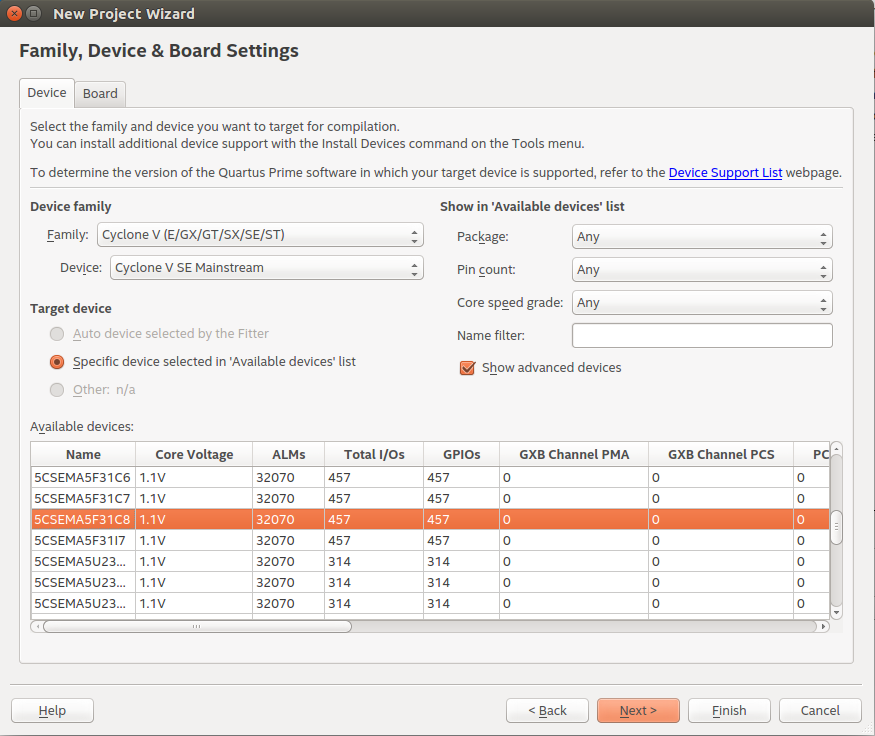 New Project Wizard
Family, Device & Board Settings
Device Board
Select the family and device you want to target for compilation.
You can install additional device support with the Install Devices command on the Tools menu.
To determine the version of the Quartus Prime software in which your target device is supported, refer to the Device Support List webpage.
Device family
Family: Cyclone V (E/GX/GT/SX/SE/ST)
Device: Cyclone V SE Mainstream
Target device
Auto device selected by the Fitter
Specific device selected in 'Available devices' list
Other: n/a
Show in 'Available devices' list
Package: Any
Pin count: Any
Core speed grade: Any
Name filter:
Show advanced devices
Available devices:
Name Core Voltage ALMs Total I/Os GPIOs GXB Channel PMA GXB Channel PCS PC
5CSEMA5F31C6 1.1V 32070 457 457 0 0 0
5CSEMA5F31C7 1.1V 32070 457 457 0 0 0
5CSEMA5F31C8 1.1V 32070 457 457 0 0 0
5CSEMA5F31I7 1.1V 32070 457 457 0 0 0
5CSEMA5U23... 1.1V 32070 314 314 0 0 0
5CSEMA5U23... 1.1V 32070 314 314 0 0 0
5CSEMA5U23... 1.1V 32070 314 314 0 0 0
Help < Back Next > Finish Cancel